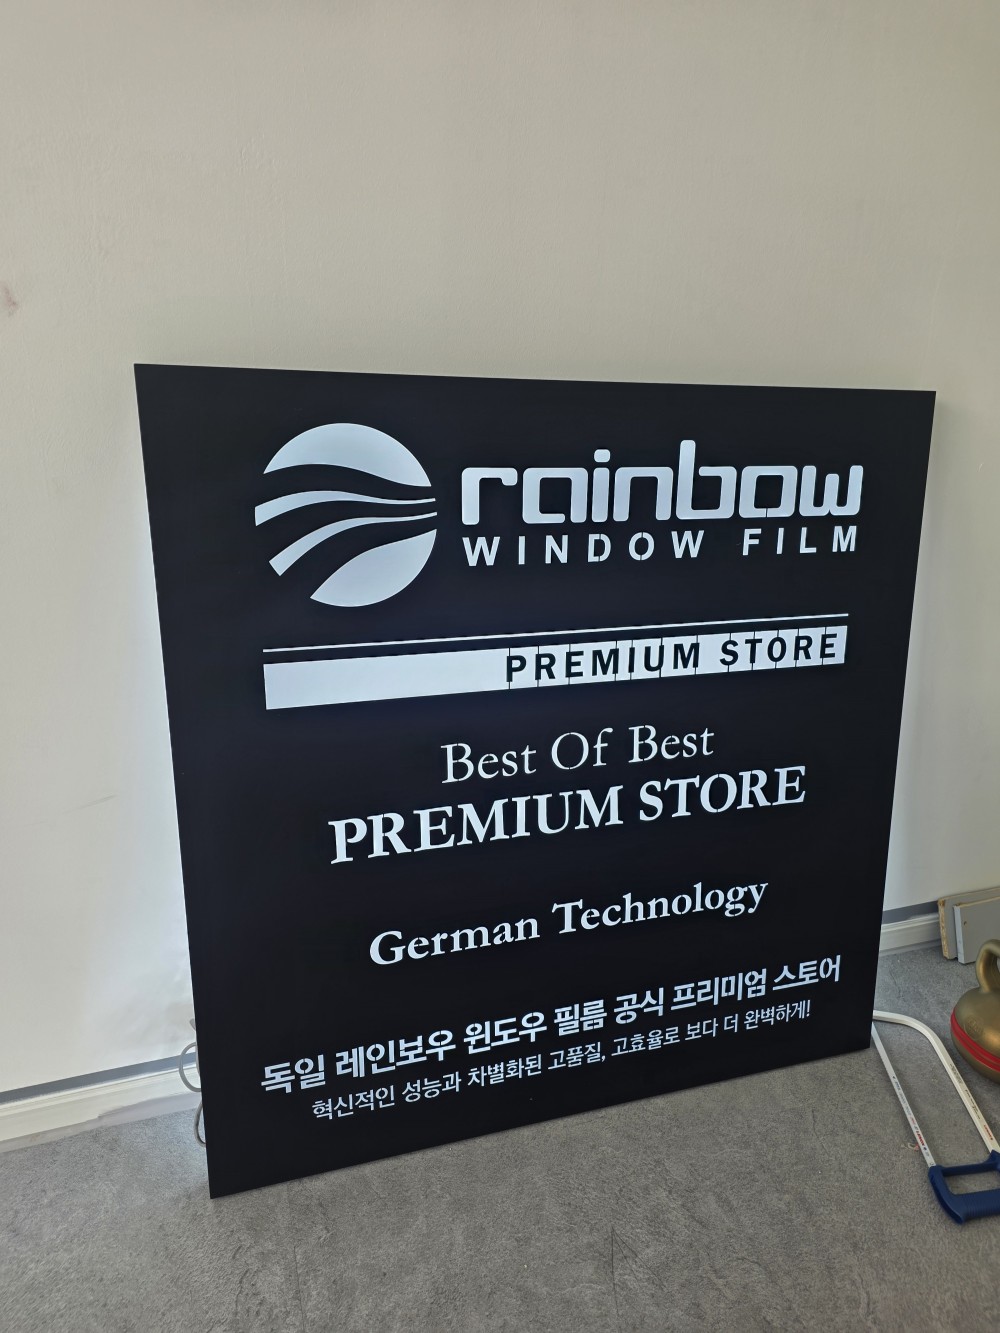 rainbow
WINDOW FILM
PREMIUM STORE
Best Of Best
PREMIUM STORE
German Technology
독일 레인보우 윈도우 필름 공식 프리미엄 스토어
혁신적인 성능과 차별화된 고품질, 고효율로 보다 더 완벽하게!